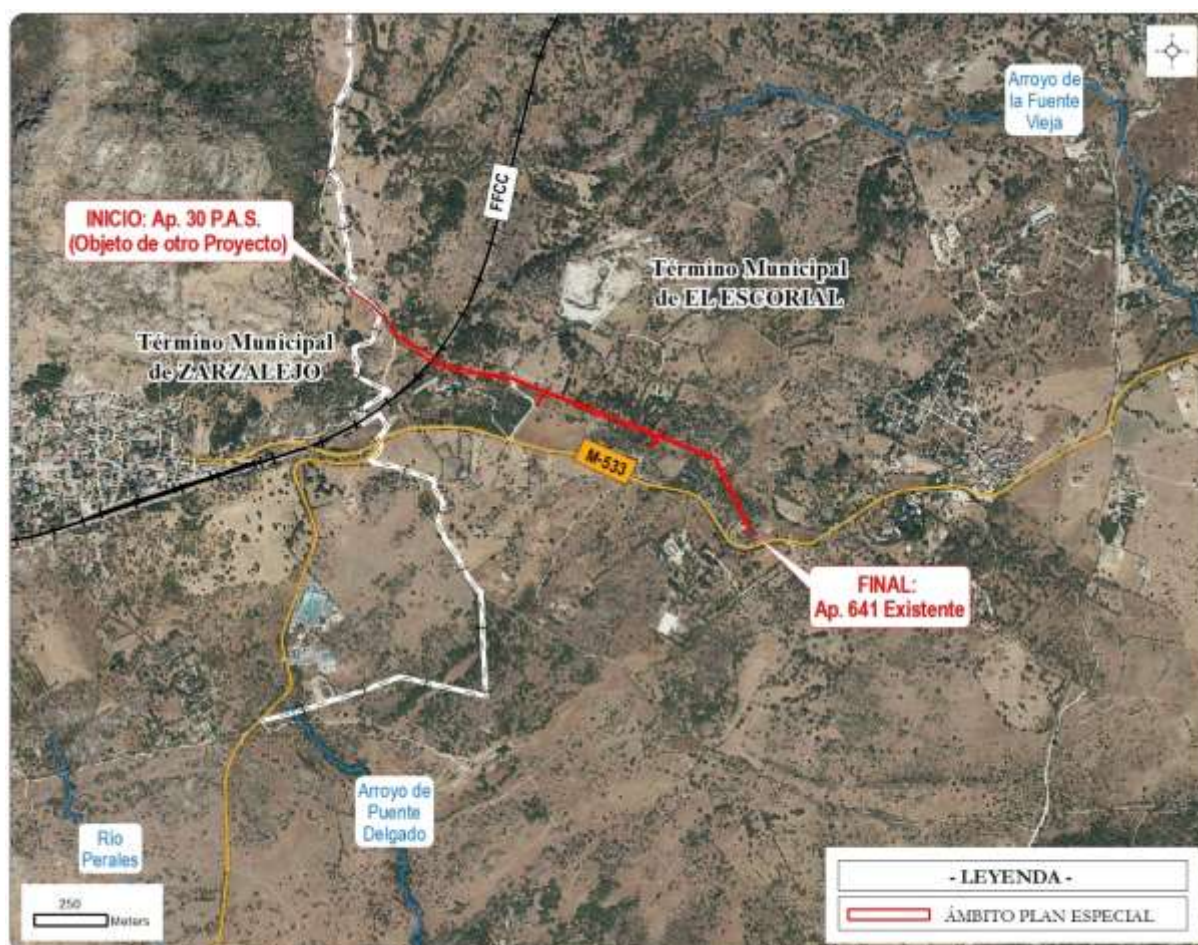 Arroyo de
la Fuente
Vieja
FFCC
INICIO: Ap. 30 P.A.S.
(Objeto de otro Proyecto)
Término Municipal
de EL ESCORIAL
Término Municipal
de ZARZALEJO
M-533
FINAL:
Ap. 641 Existente
Arroyo de
Puente
Delgado
Río
Perales
250
Meters
- LEYENDA -
ÁMBITO PLAN ESPECIAL